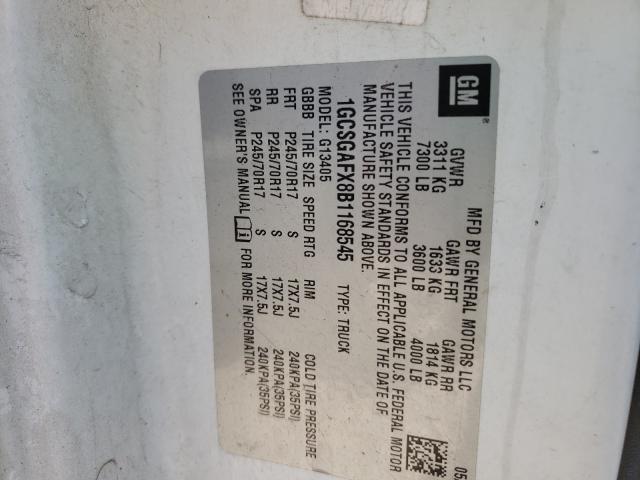 GM®
MFD BY GENERAL MOTORS LLC 05
GVWR GAWR FRT GAWR RR
3311 KG 1633 KG 1814 KG
7300 LB 3600 LB 4000 LB
THIS VEHICLE CONFORMS TO ALL APPLICABLE U.S. FEDERAL MOTOR
VEHICLE SAFETY STANDARDS IN EFFECT ON THE DATE OF
MANUFACTURE SHOWN ABOVE.
1GCSGAFX8B1168545 TYPE: TRUCK
MODEL: G13405
GBBB TIRE SIZE SPEED RTG RIM COLD TIRE PRESSURE
FRT P245/70R17 S 17X7.5J 240KPA(35PSI)
RR P245/70R17 S 17X7.5J 240KPA(35PSI)
SPA P245/70R17 S 17X7.5J 240KPA(35PSI)
SEE OWNER'S MANUAL FOR MORE INFORMATION.